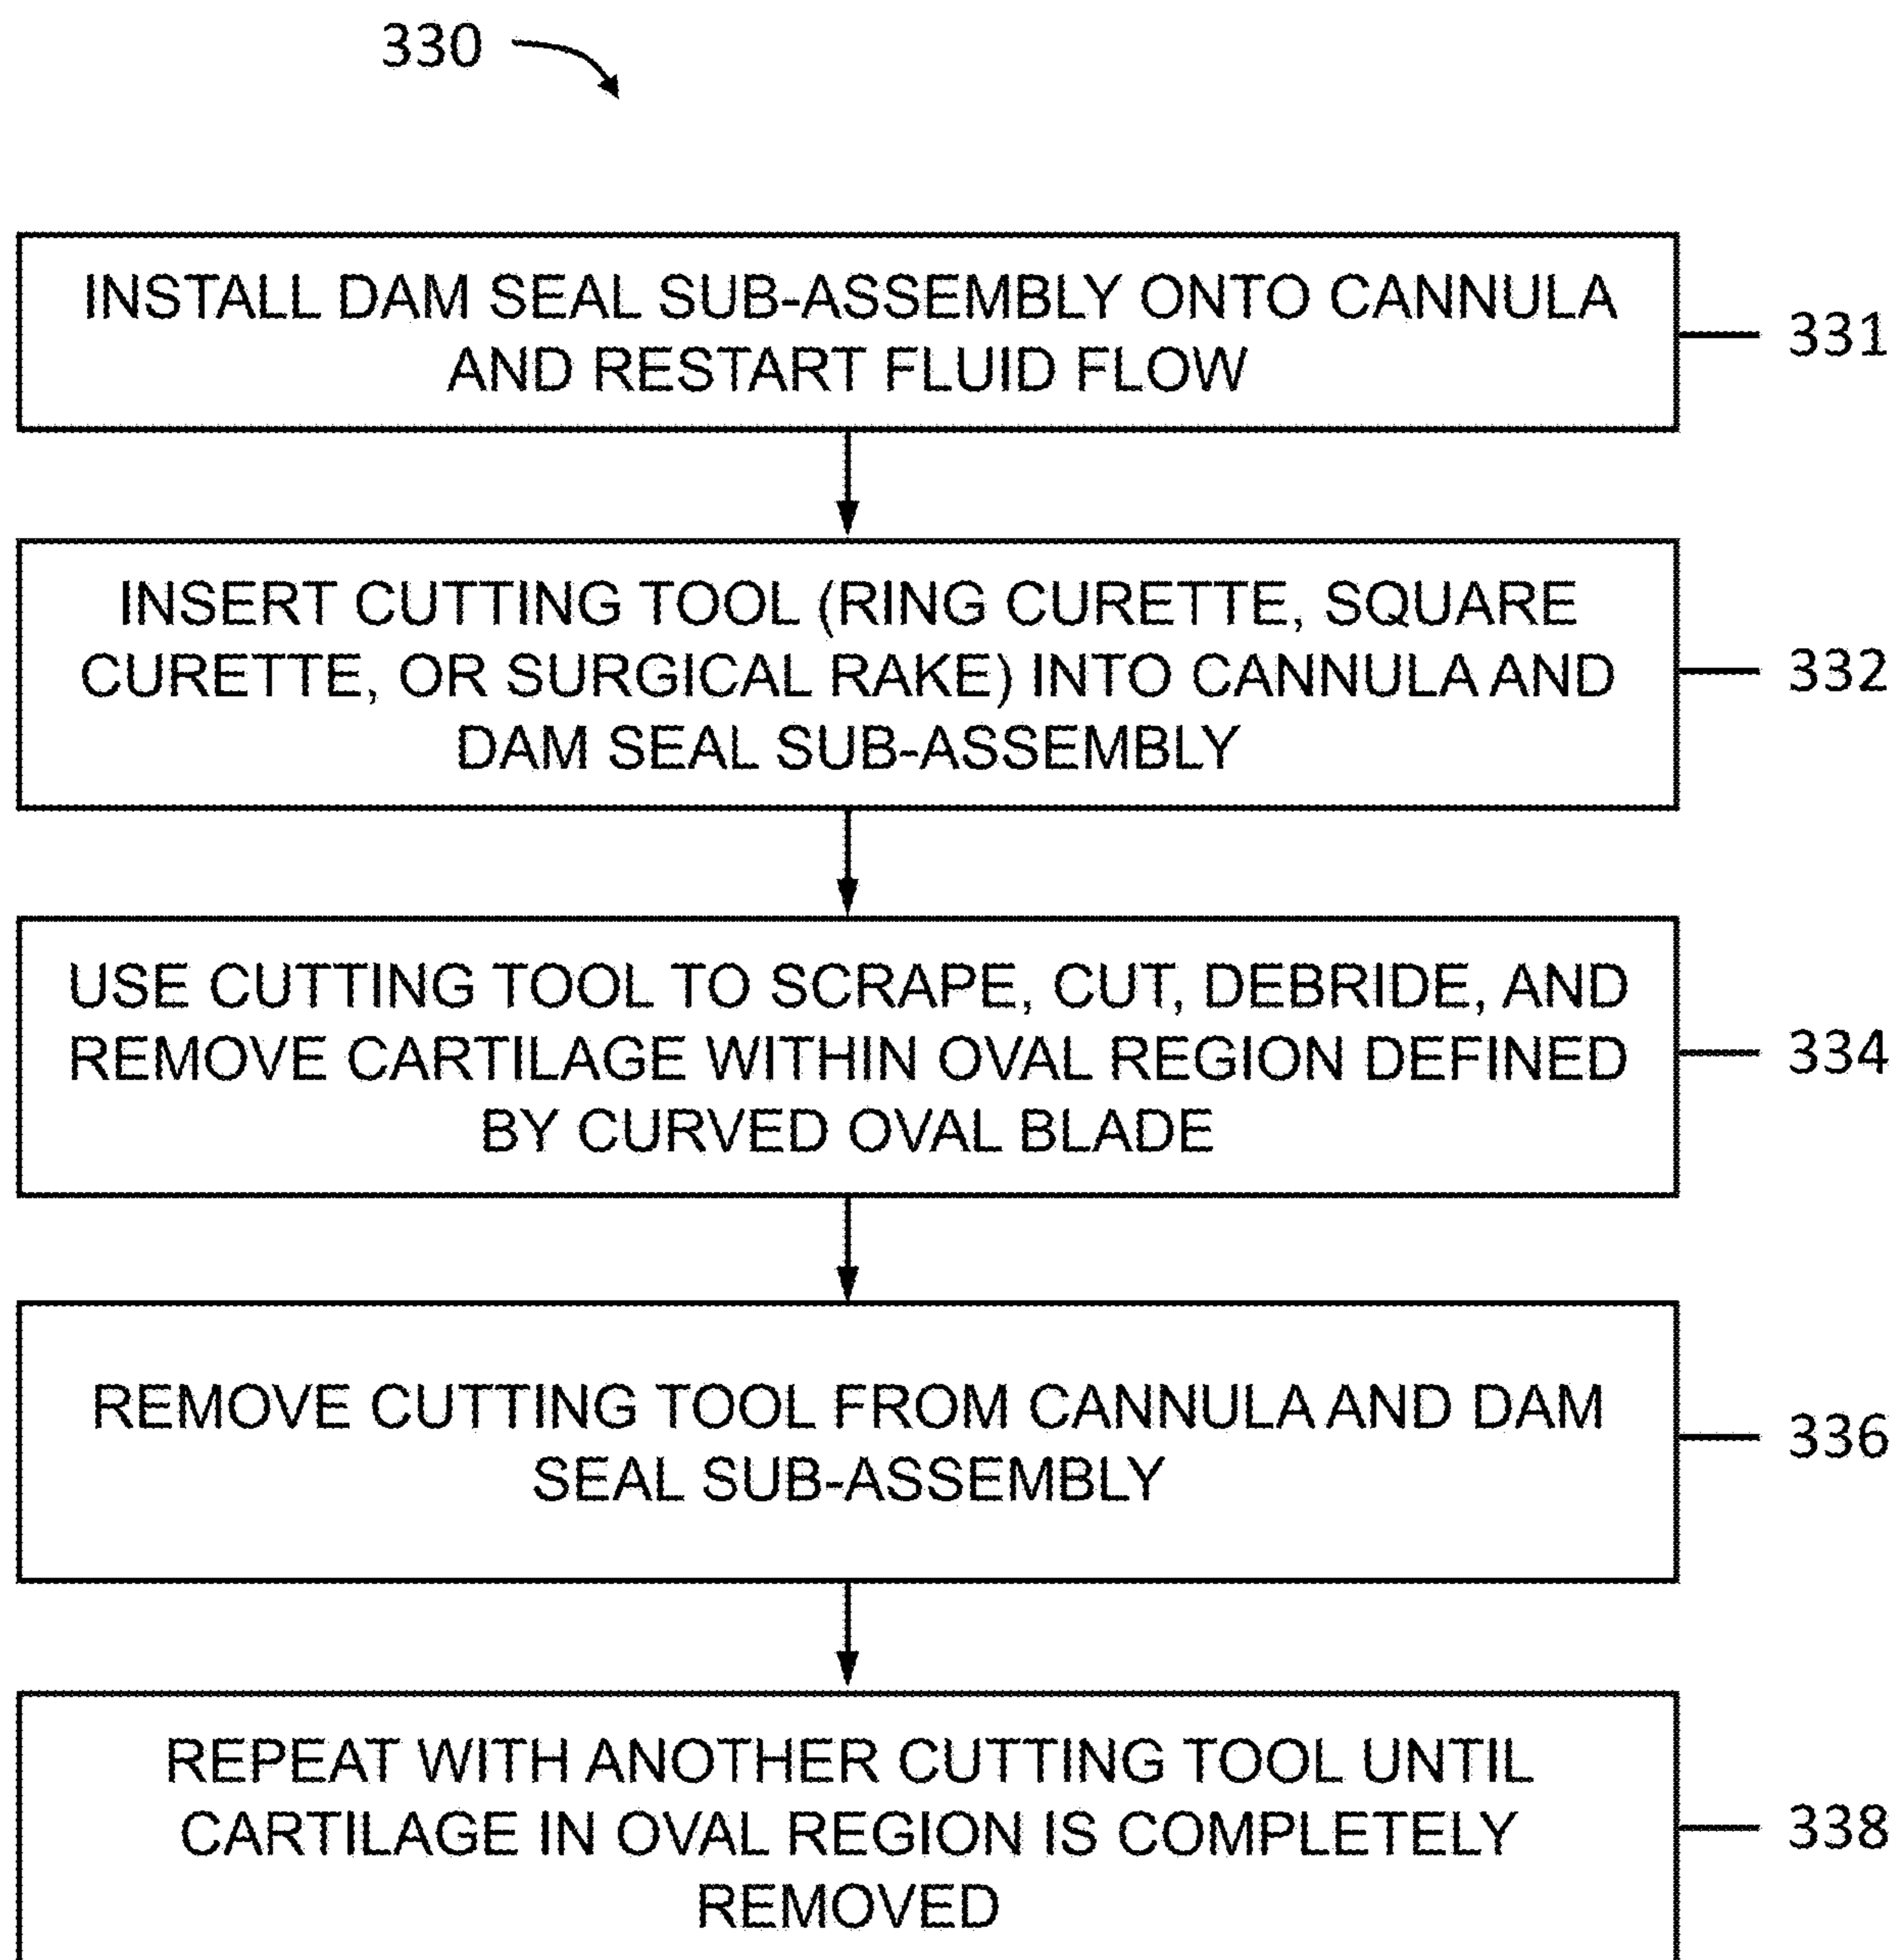 330
INSTALL DAM SEAL SUB-ASSEMBLY ONTO CANNULA
AND RESTART FLUID FLOW
331
INSERT CUTTING TOOL (RING CURETTE, SQUARE
CURETTE, OR SURGICAL RAKE) INTO CANNULA AND
DAM SEAL SUB-ASSEMBLY
332
USE CUTTING TOOL TO SCRAPE, CUT, DEBRIDE, AND
REMOVE CARTILAGE WITHIN OVAL REGION DEFINED
BY CURVED OVAL BLADE
334
REMOVE CUTTING TOOL FROM CANNULA AND DAM
SEAL SUB-ASSEMBLY
336
REPEAT WITH ANOTHER CUTTING TOOL UNTIL
CARTILAGE IN OVAL REGION IS COMPLETELY
REMOVED
338